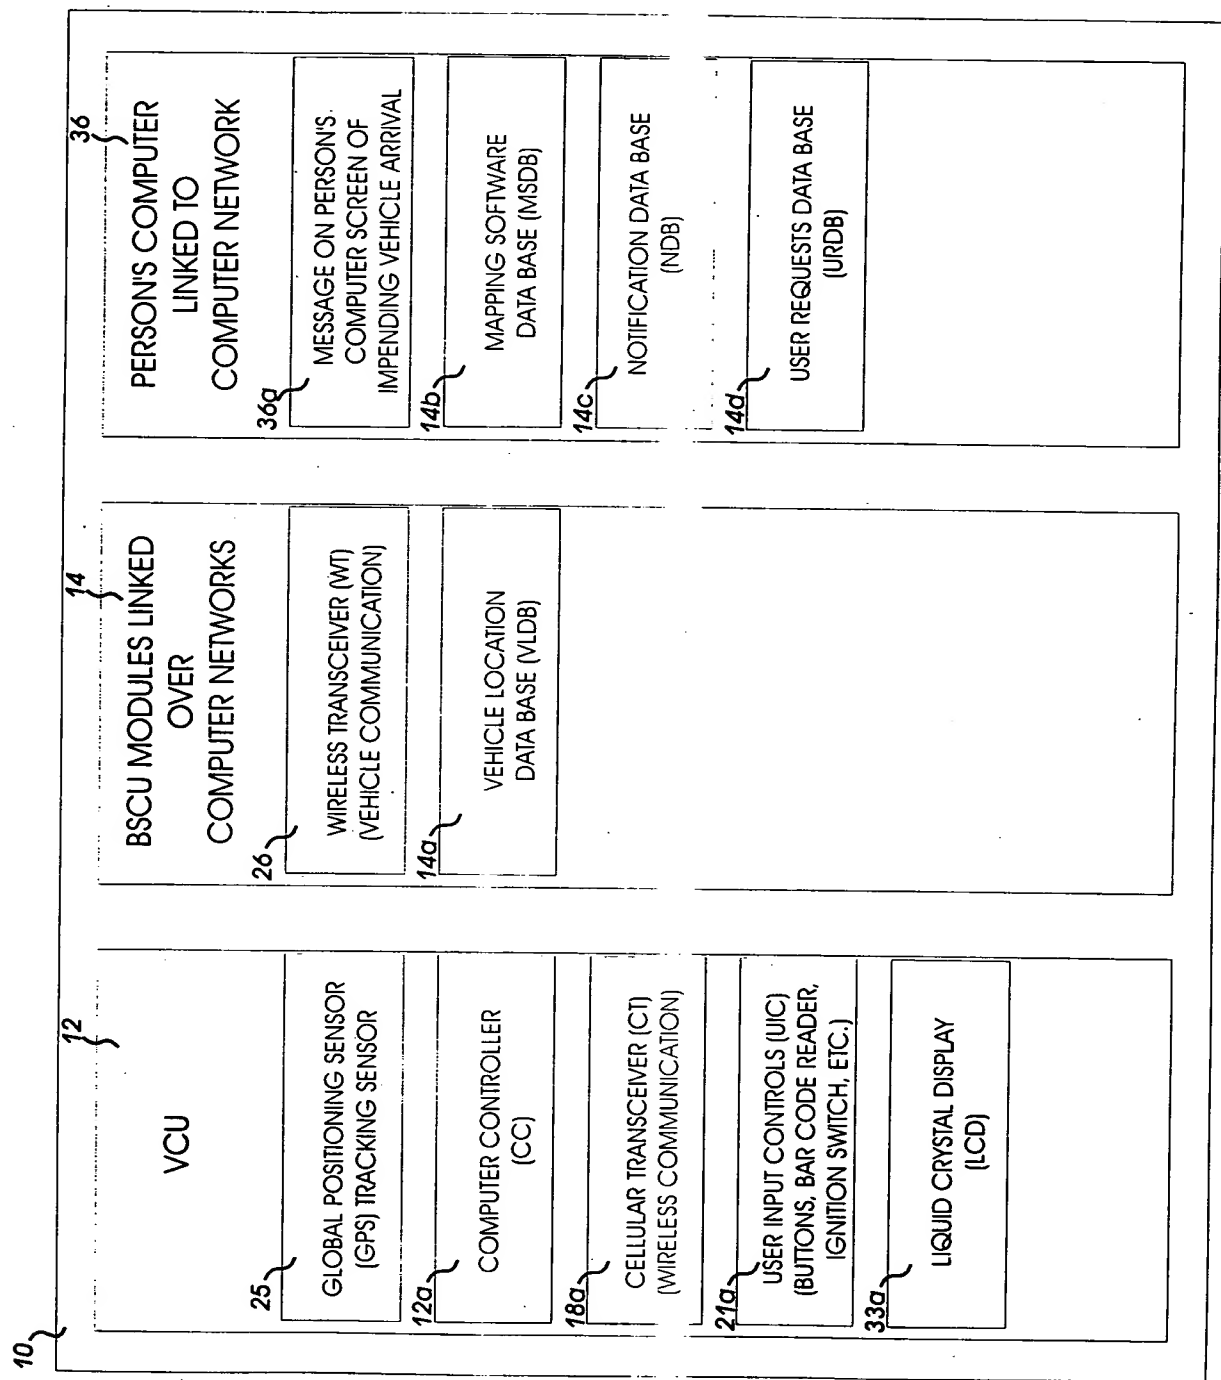 10
12
VCU
25
GLOBAL POSITIONING SENSOR
(GPS) TRACKING SENSOR
12a
COMPUTER CONTROLLER
(CC)
18a
CELLULAR TRANSCEIVER (CT)
(WIRELESS COMMUNICATION)
21a
USER INPUT CONTROLS (UIC)
(BUTTONS, BAR CODE READER,
IGNITION SWITCH, ETC.)
33a
LIQUID CRYSTAL DISPLAY
(LCD)
14
BSCU MODULES LINKED
OVER
COMPUTER NETWORKS
26
WIRELESS TRANSCEIVER (WT)
(VEHICLE COMMUNICATION)
14a
VEHICLE LOCATION
DATA BASE (VLDB)
36
PERSON'S COMPUTER
LINKED TO
COMPUTER NETWORK
36a
MESSAGE ON PERSON'S
COMPUTER SCREEN OF
IMPENDING VEHICLE ARRIVAL
14b
MAPPING SOFTWARE
DATA BASE (MSDB)
14c
NOTIFICATION DATA BASE
(NDB)
14d
USER REQUESTS DATA BASE
(URDB)